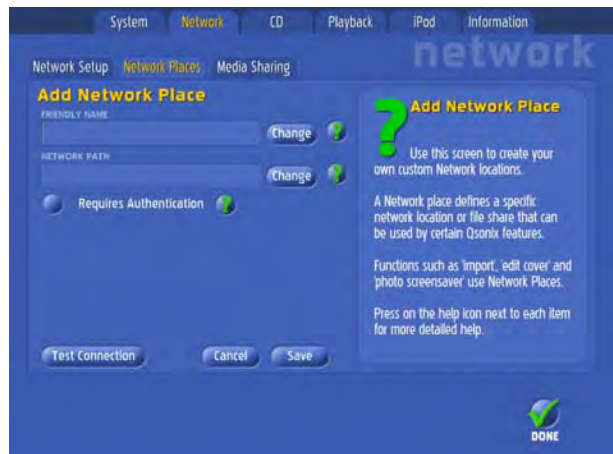 System Network CD Playback iPod Information
network
Network Setup Network Places Media Sharing
Add Network Place
FRIENDLY NAME
Change ?
NETWORK PATH
Change ?
Requires Authentication ?
Test Connection Cancel Save
? Add Network Place
Use this screen to create your
own custom Network locations.
A Network place defines a specific
network location or file share that can
be used by certain Qsonix features.
Functions such as 'import', 'edit cover' and
'photo screensaver' use Network Places.
Press on the help icon next to each item
for more detailed help.
DONE